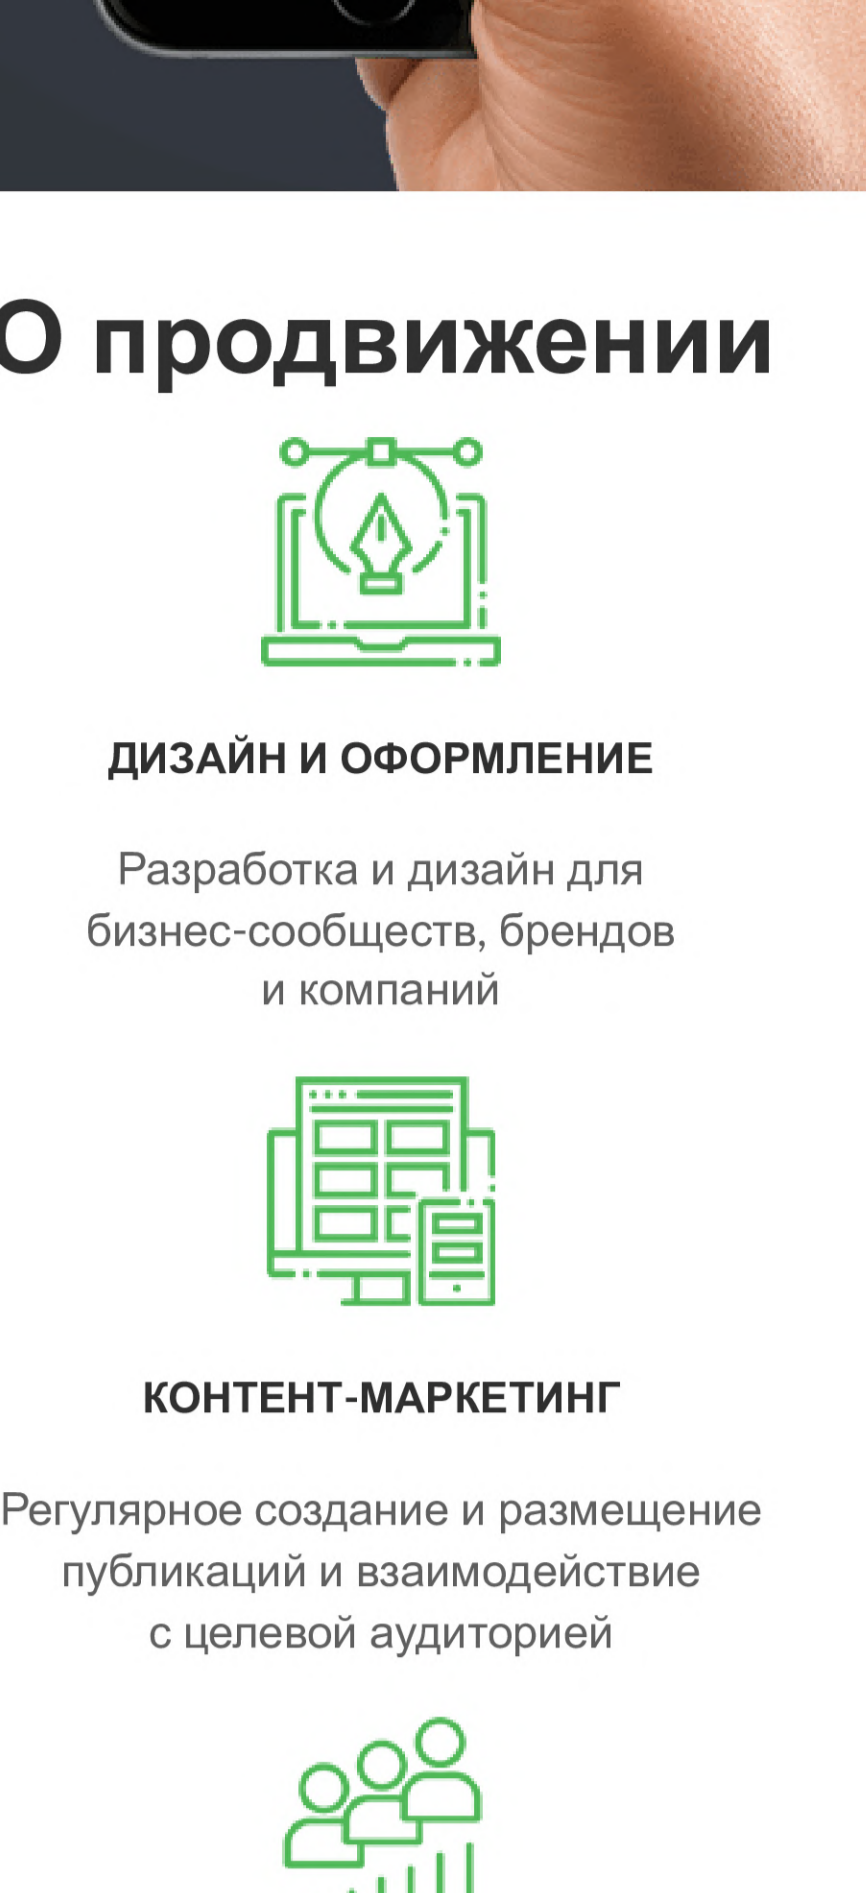 О продвижении
ДИЗАЙН И ОФОРМЛЕНИЕ
Разработка и дизайн для
бизнес-сообществ, брендов
и компаний
КОНТЕНТ-МАРКЕТИНГ
Регулярное создание и размещение
публикаций и взаимодействие
с целевой аудиторией